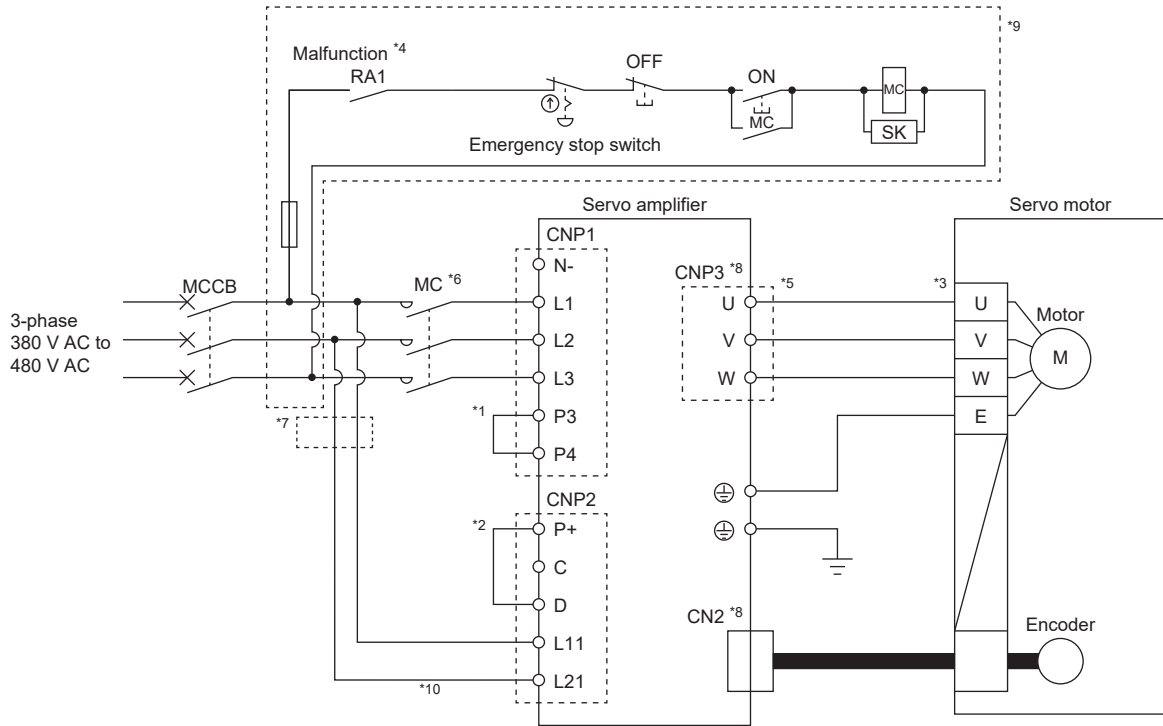 *9
Malfunction *4
RA1
OFF
ON
MC
MC
SK
Emergency stop switch
Servo amplifier
Servo motor
CNP1
N-
MCCB
MC *6
L1
L2
L3
3-phase
380 V AC to
480 V AC
CNP3 *8
*5
*3
U
V
W
U
V
W
E
Motor
M
*7
*1
P3
P4
CNP2
*2
P+
C
D
L11
L21
*10
CN2 *8
Encoder